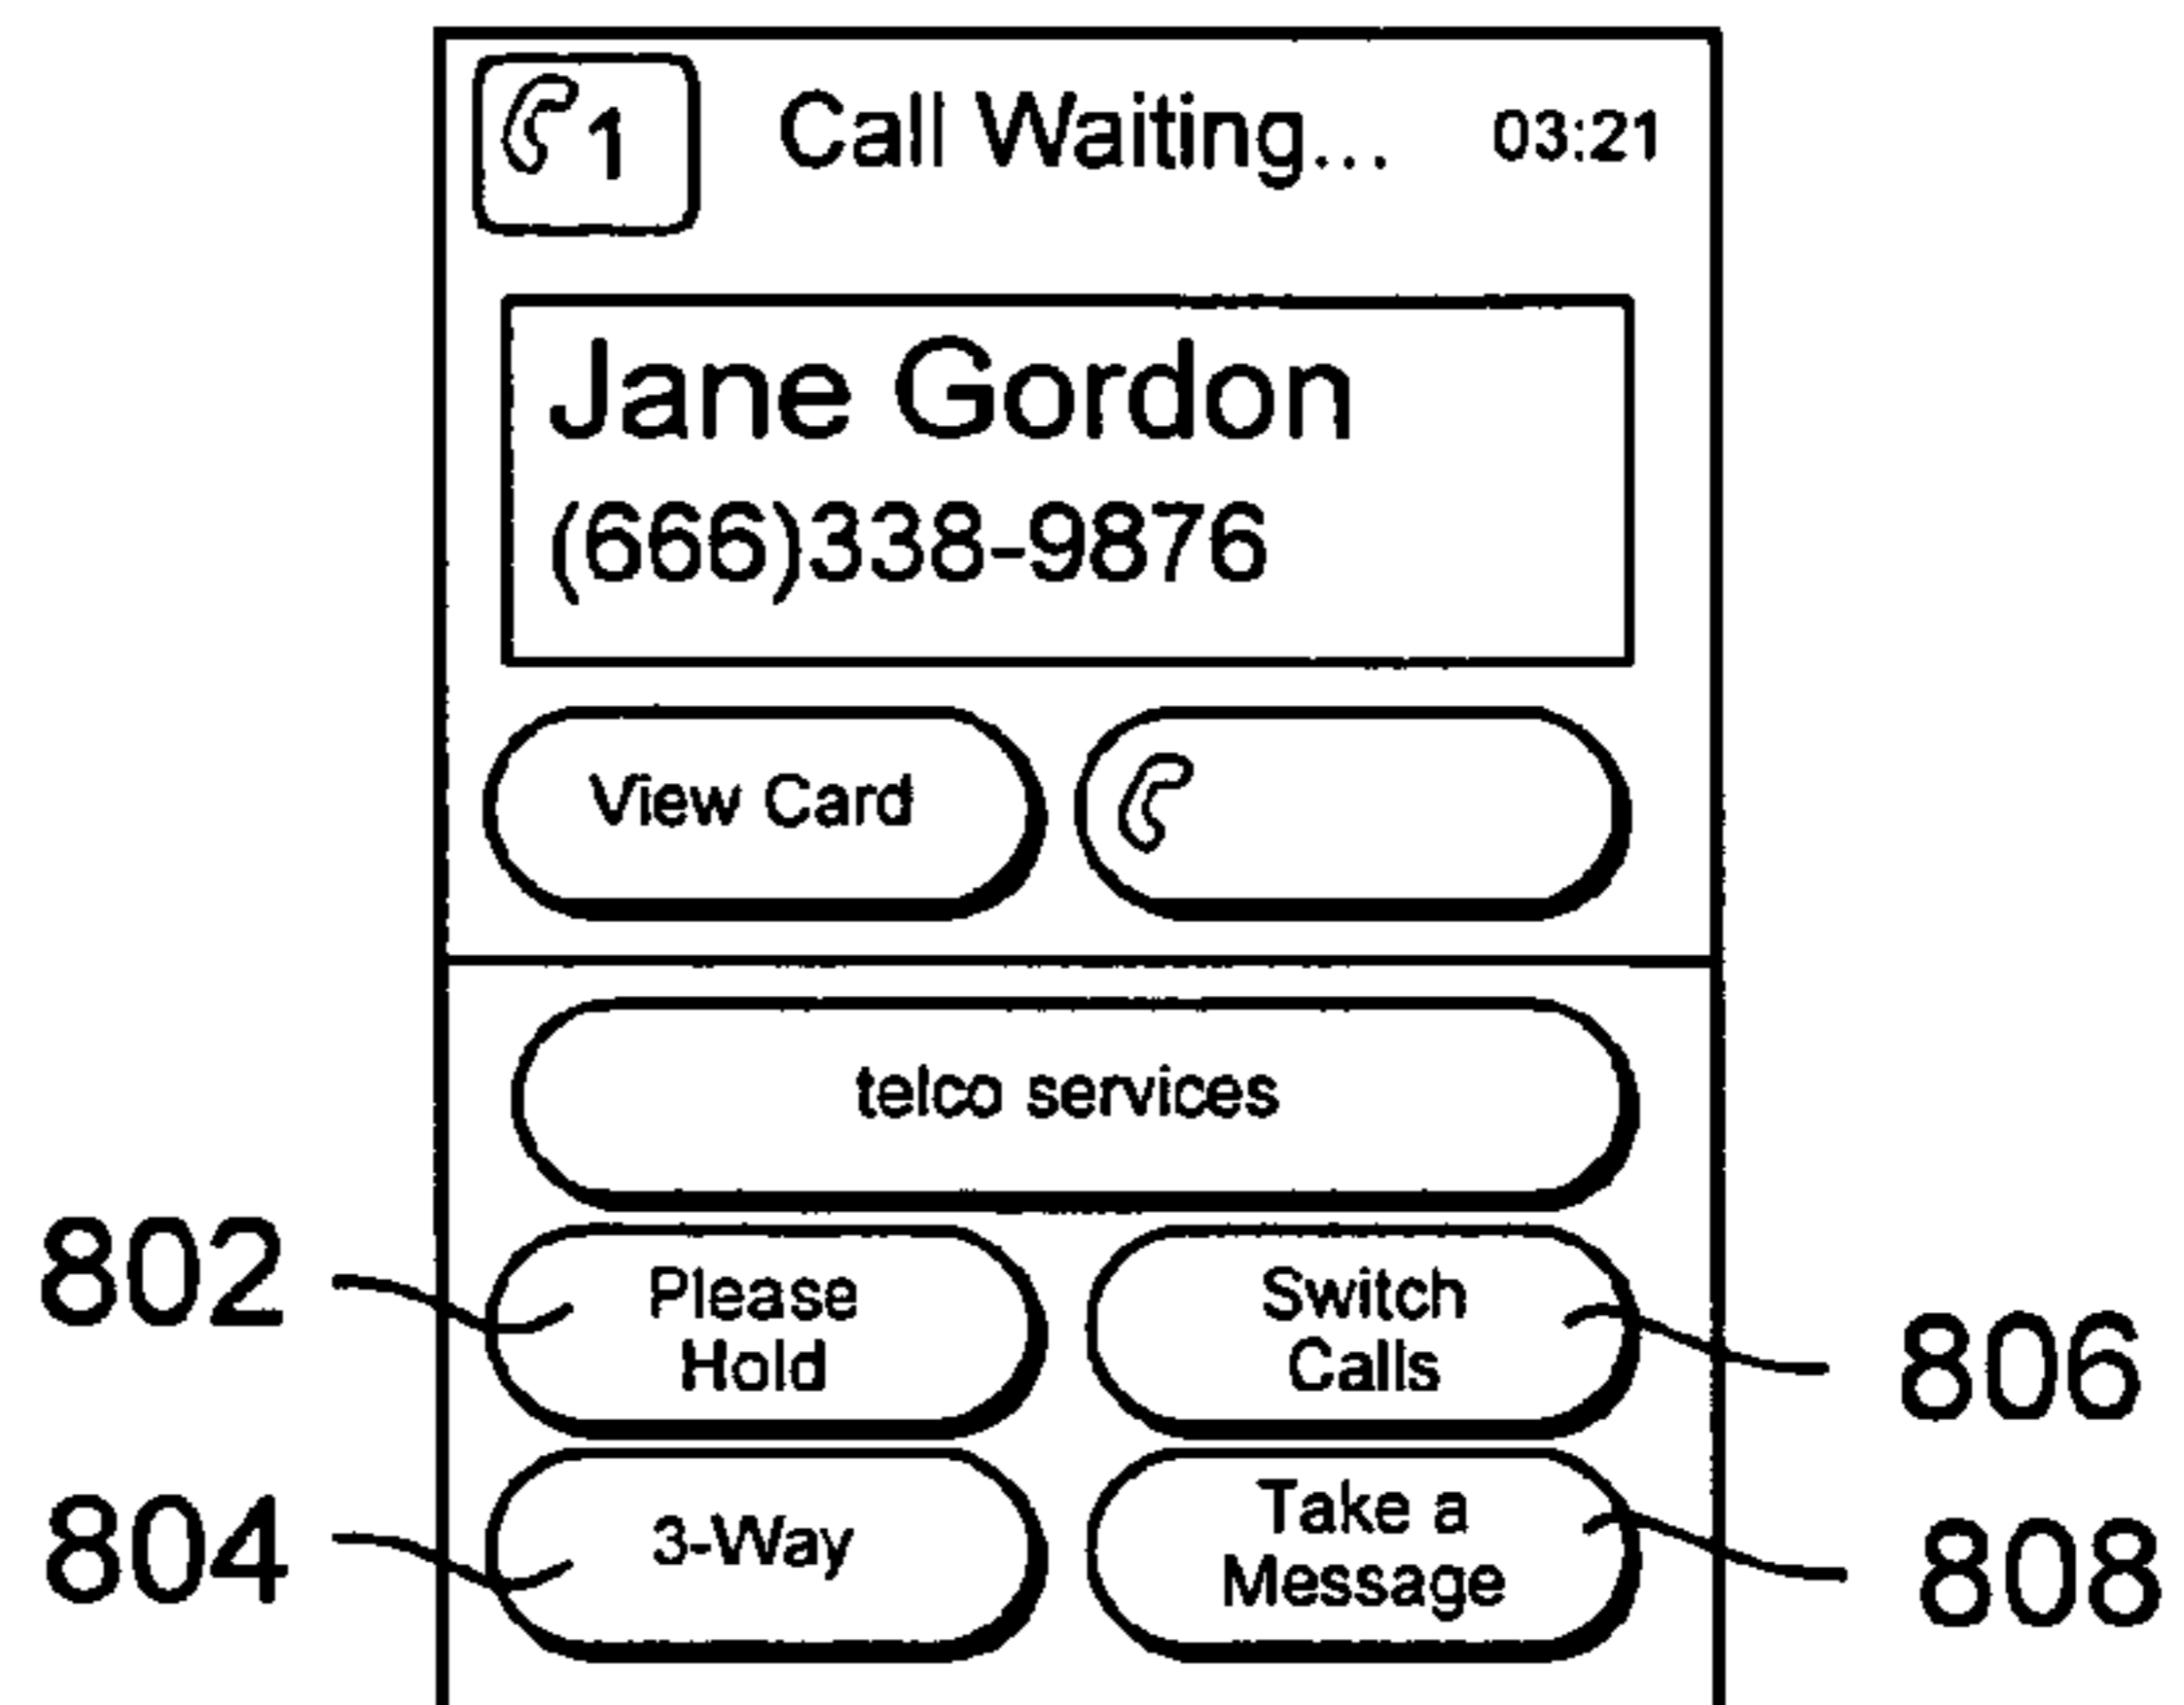 1 Call Waiting... 03:21
Jane Gordon
(666)338-9876
View Card
telco services
802
Please
Hold
Switch
Calls
806
804
3-Way
Take a
Message
808